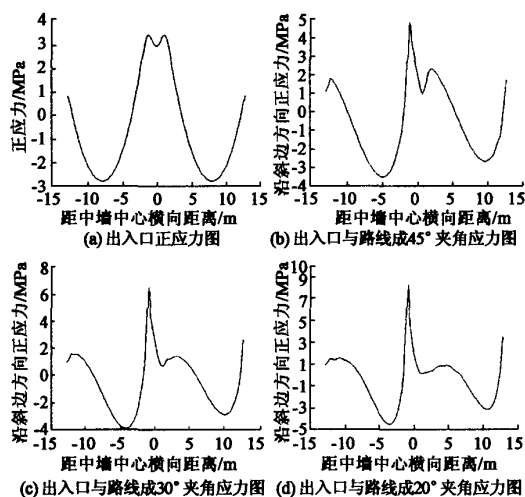 正应力/MPa
4
3
2
1
0
-1
-2
-3
-15 -10 -5 0 5 10 15
距中墙中心横向距离/m
(a) 出入口正应力图
沿斜边方向正应力/MPa
5
4
3
2
1
0
-1
-2
-3
-4
-15 -10 -5 0 5 10 15
距中墙中心横向距离/m
(b) 出入口与路线成45° 夹角应力图
沿斜边方向正应力/MPa
8
6
4
2
0
-2
-4
-15 -10 -5 0 5 10 15
距中墙中心横向距离/m
(c) 出入口与路线成30° 夹角应力图
沿斜边方向正应力/MPa
10
9
7
5
3
1
-1
-3
-5
-15 -10 -5 0 5 10 15
距中墙中心横向距离/m
(d) 出入口与路线成20° 夹角应力图